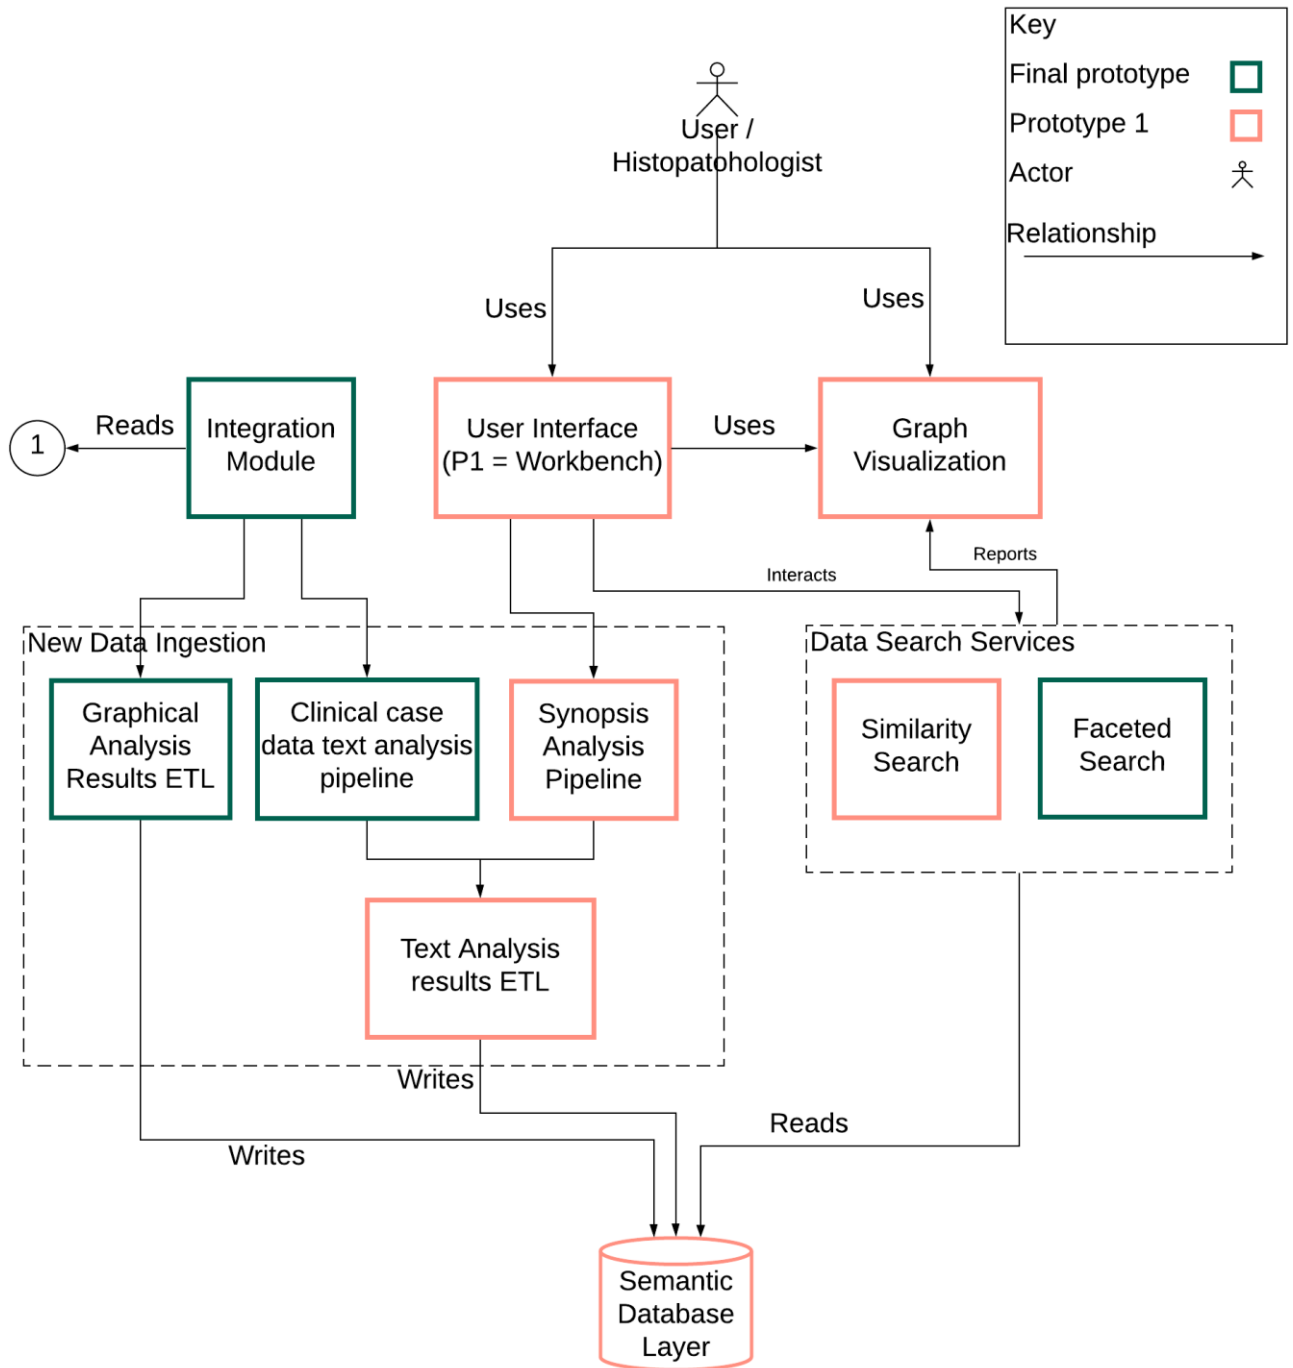 Key
Final prototype
Prototype 1
Actor
Relationship
User /
Histopatohologist
Uses
Uses
1
Reads
Integration
Module
User Interface
(P1 = Workbench)
Uses
Graph
Visualization
Reports
Interacts
New Data Ingestion
Graphical
Analysis
Results ETL
Clinical case
data text analysis
pipeline
Synopsis
Analysis
Pipeline
Data Search Services
Similarity
Search
Faceted
Search
Text Analysis
results ETL
Writes
Writes
Reads
Semantic
Database
Layer